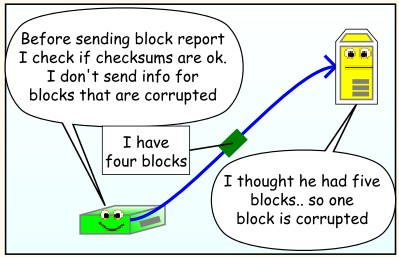 Before sending block report
I check if checksums are ok.
I don't send info for
blocks that are corrupted
I have
four blocks
I thought he had five
blocks.. so one
block is corrupted